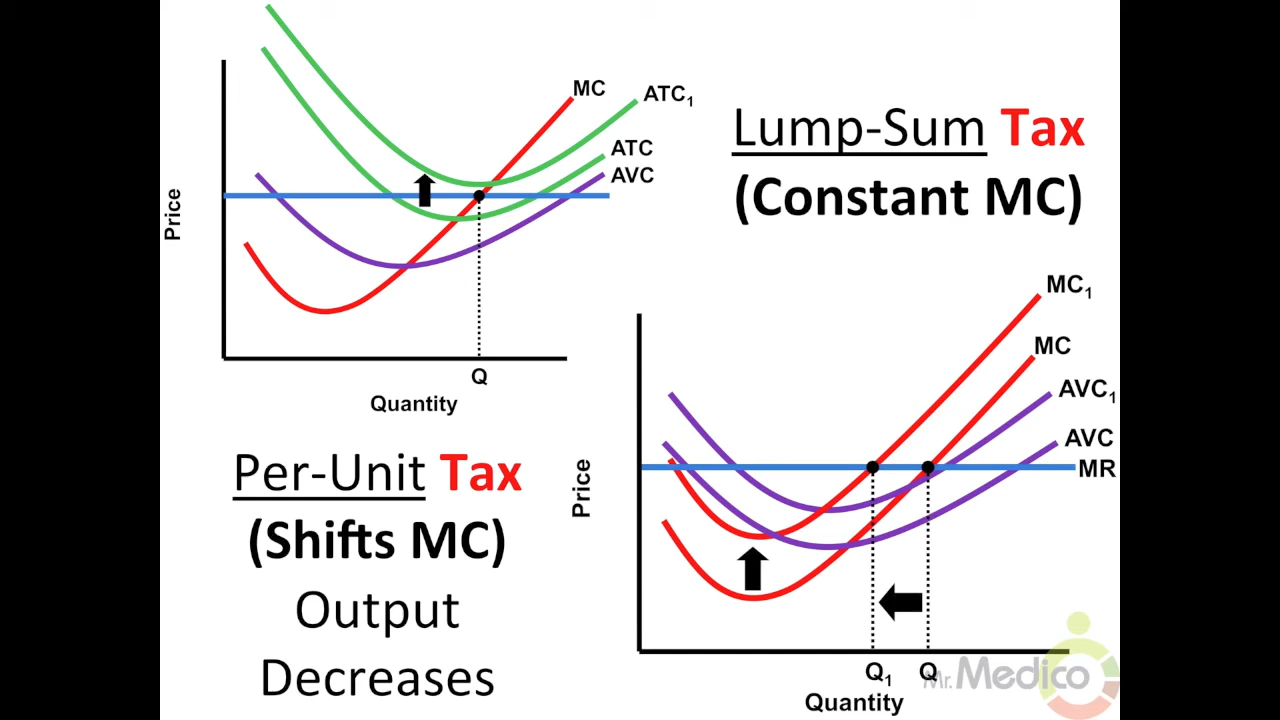 MC
ATC₁
ATC
AVC
Price
Q
Quantity
Lump-Sum Tax
(Constant MC)
Per-Unit Tax
(Shifts MC)
Output
Decreases
MC₁
MC
AVC₁
AVC
MR
Price
Q₁ Q
Quantity
Mr.Medico